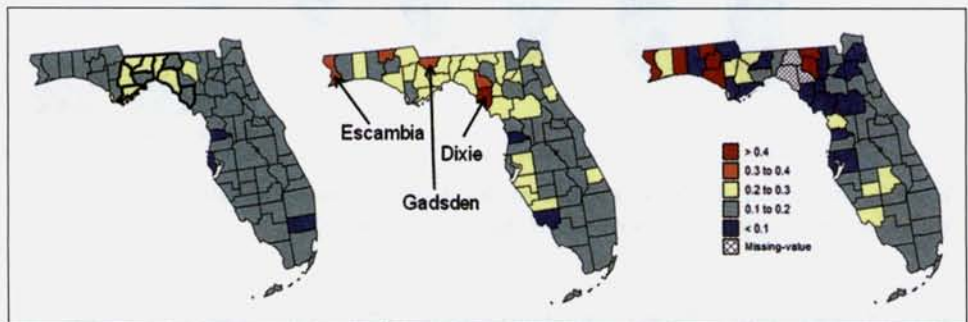 Escambia
Dixie
Gadsden
> 0.4
0.3 to 0.4
0.2 to 0.3
0.1 to 0.2
< 0.1
Missing-value